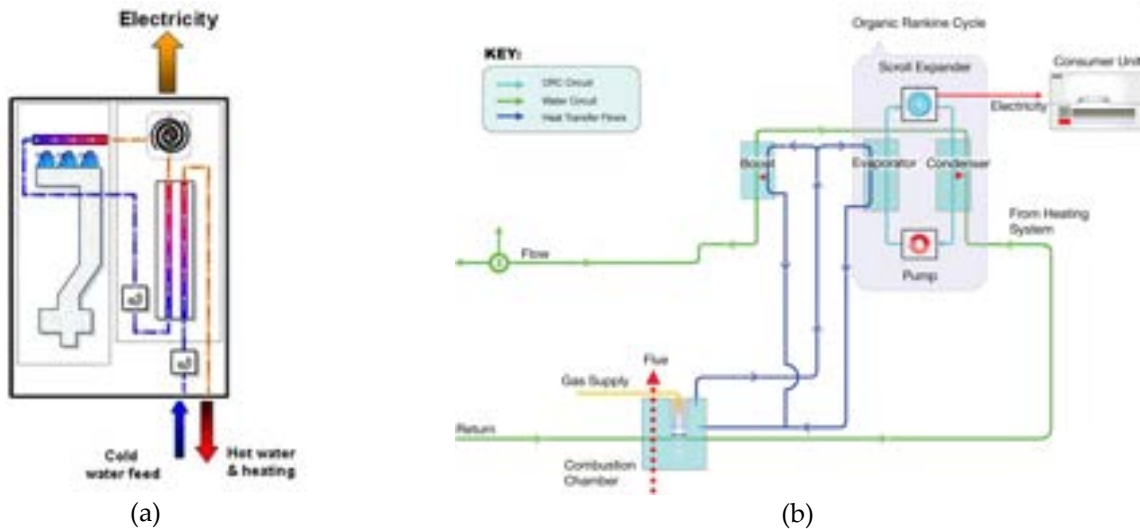 Electricity
Cold
water feed
Hot water
& heating
(a)
KEY:
ORC Circuit
Water Circuit
Heat Transfer Flows
Organic Rankine Cycle
Scroll Expander
Consumer Unit
Electricity
Boost
Evaporator
Condenser
From Heating
System
Flow
Pump
Flue
Gas Supply
Return
Combustion
Chamber
(b)